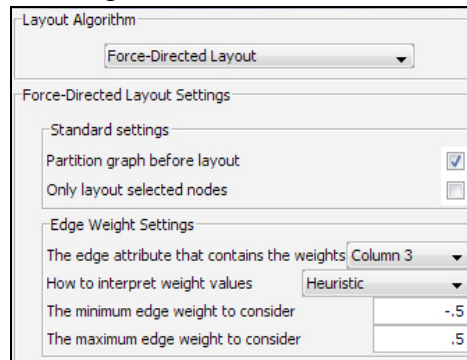 Layout Algorithm
Force-Directed Layout
Force-Directed Layout Settings
Standard settings
Partition graph before layout
Only layout selected nodes
Edge Weight Settings
The edge attribute that contains the weights Column 3
How to interpret weight values Heuristic
The minimum edge weight to consider -.5
The maximum edge weight to consider .5